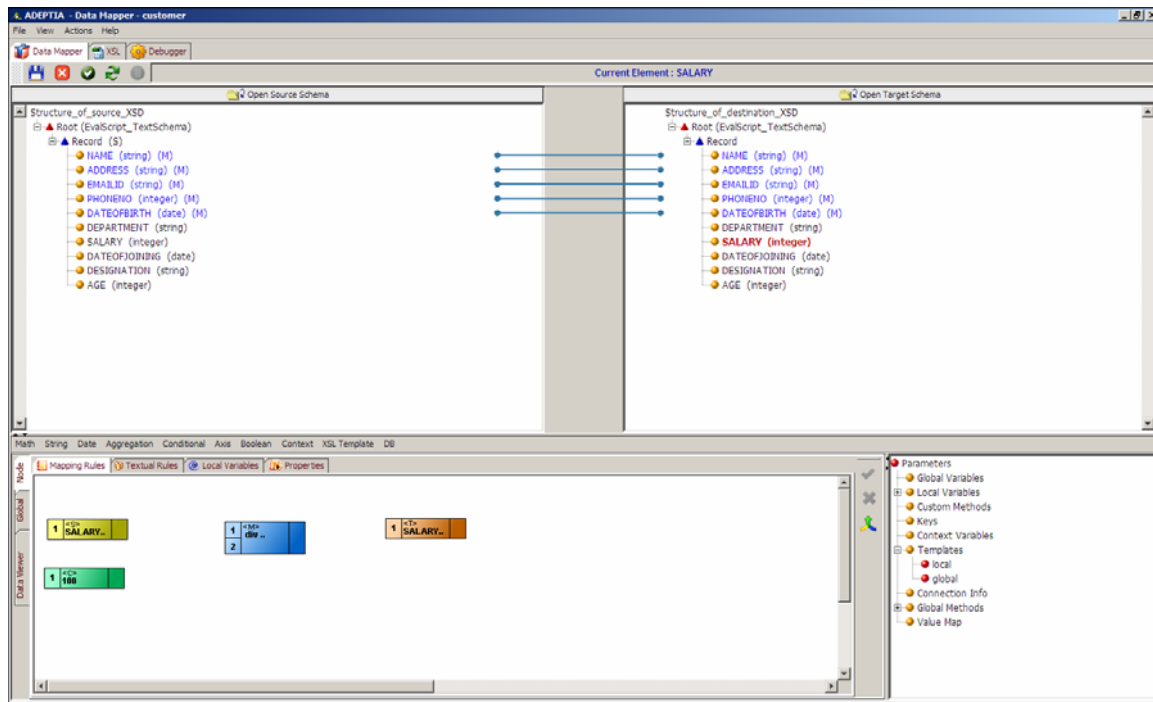 ADEPTIA - Data Mapper - customer
File View Actions Help
Data Mapper XSL Debugger
Current Element : SALARY
Open Source Schema
Open Target Schema
Structure_of_source_XSD
Root (EvalScript_TextSchema)
Record (S)
NAME (string) (M)
ADDRESS (string) (M)
EMAILID (string) (M)
PHONENO (integer) (M)
DATEOFBIRTH (date) (M)
DEPARTMENT (string)
SALARY (integer)
DATEOFJOINING (date)
DESIGNATION (string)
AGE (integer)
Structure_of_destination_XSD
Root (EvalScript_TextSchema)
Record
NAME (string) (M)
ADDRESS (string) (M)
EMAILID (string) (M)
PHONENO (integer) (M)
DATEOFBIRTH (date) (M)
DEPARTMENT (string)
SALARY (integer)
DATEOFJOINING (date)
DESIGNATION (string)
AGE (integer)
Math String Date Aggregation Conditional Axis Boolean Context XSL Template DB
Node
Global
Data Viewer
Mapping Rules Textual Rules Local Variables Properties
1 <S> SALARY..
1 <M> div ..
2
1 <T> SALARY..
1 <C> 100
Parameters
Global Variables
Local Variables
Custom Methods
Keys
Context Variables
Templates
local
global
Connection Info
Global Methods
Value Map